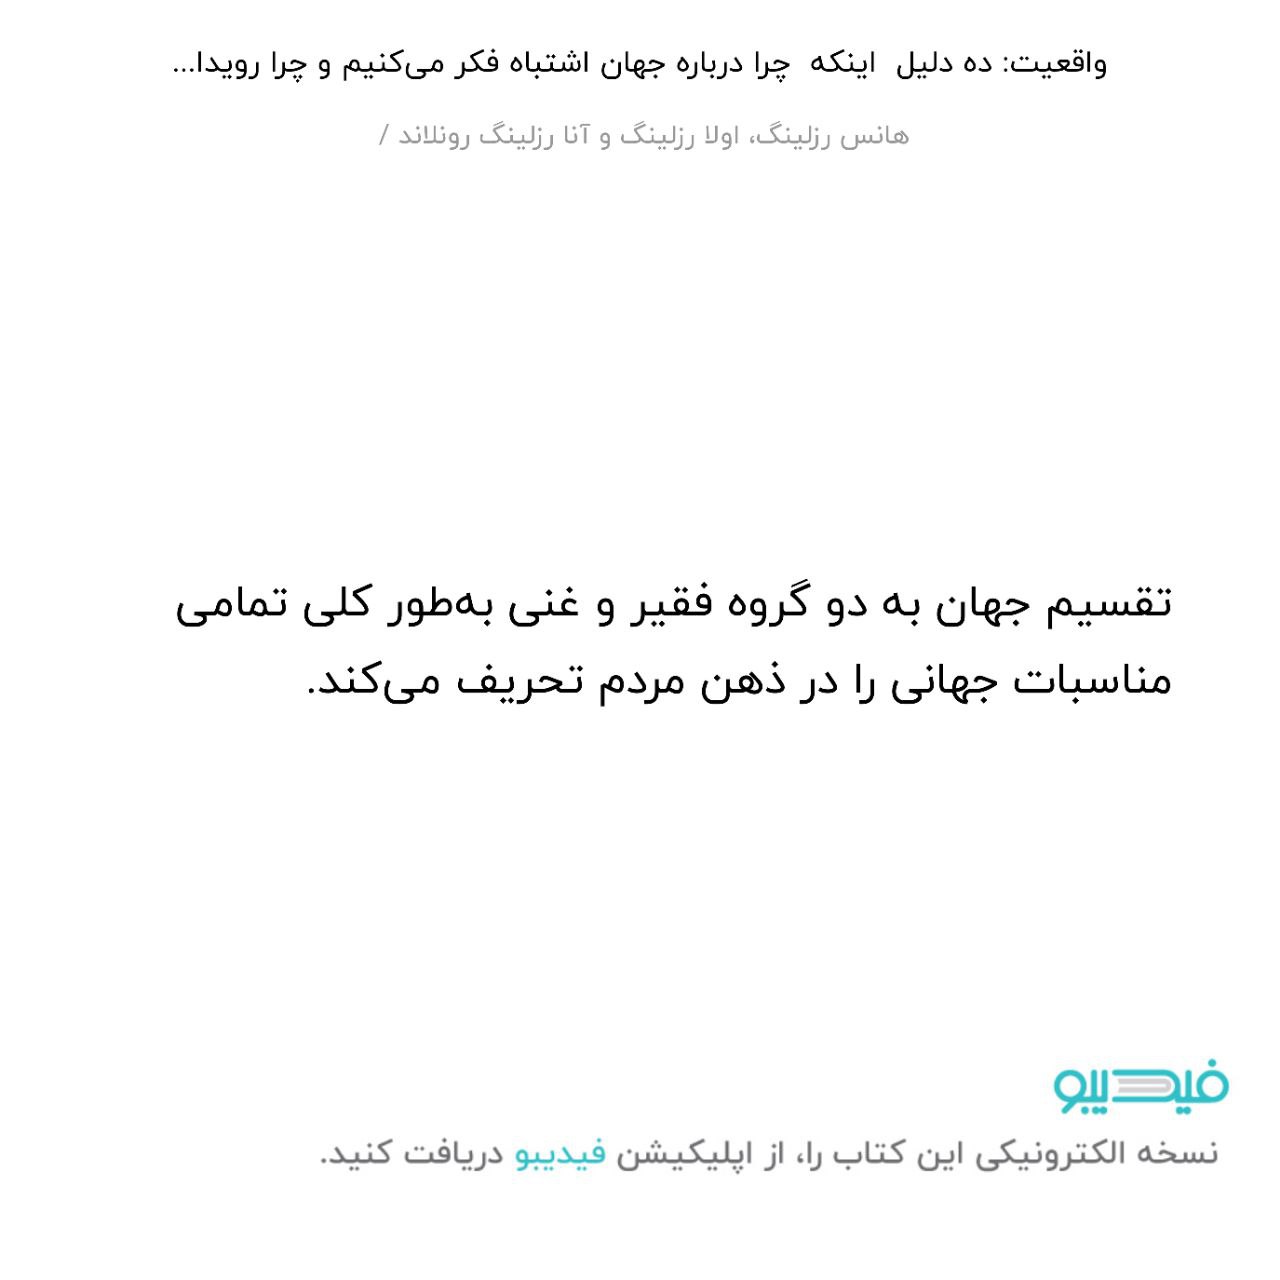 واقعیت: ده دلیل  اینکه  چرا درباره جهان اشتباه فکر می‌کنیم و چرا رویدا...
هانس رزلینگ، اولا رزلینگ و آنا رزلینگ رونلاند /
تقسیم جهان به دو گروه فقیر و غنی به‌طور کلی تمامی
مناسبات جهانی را در ذهن مردم تحریف می‌کند.
فیدیبو
نسخه الکترونیکی این کتاب را، از اپلیکیشن فیدیبو دریافت کنید.